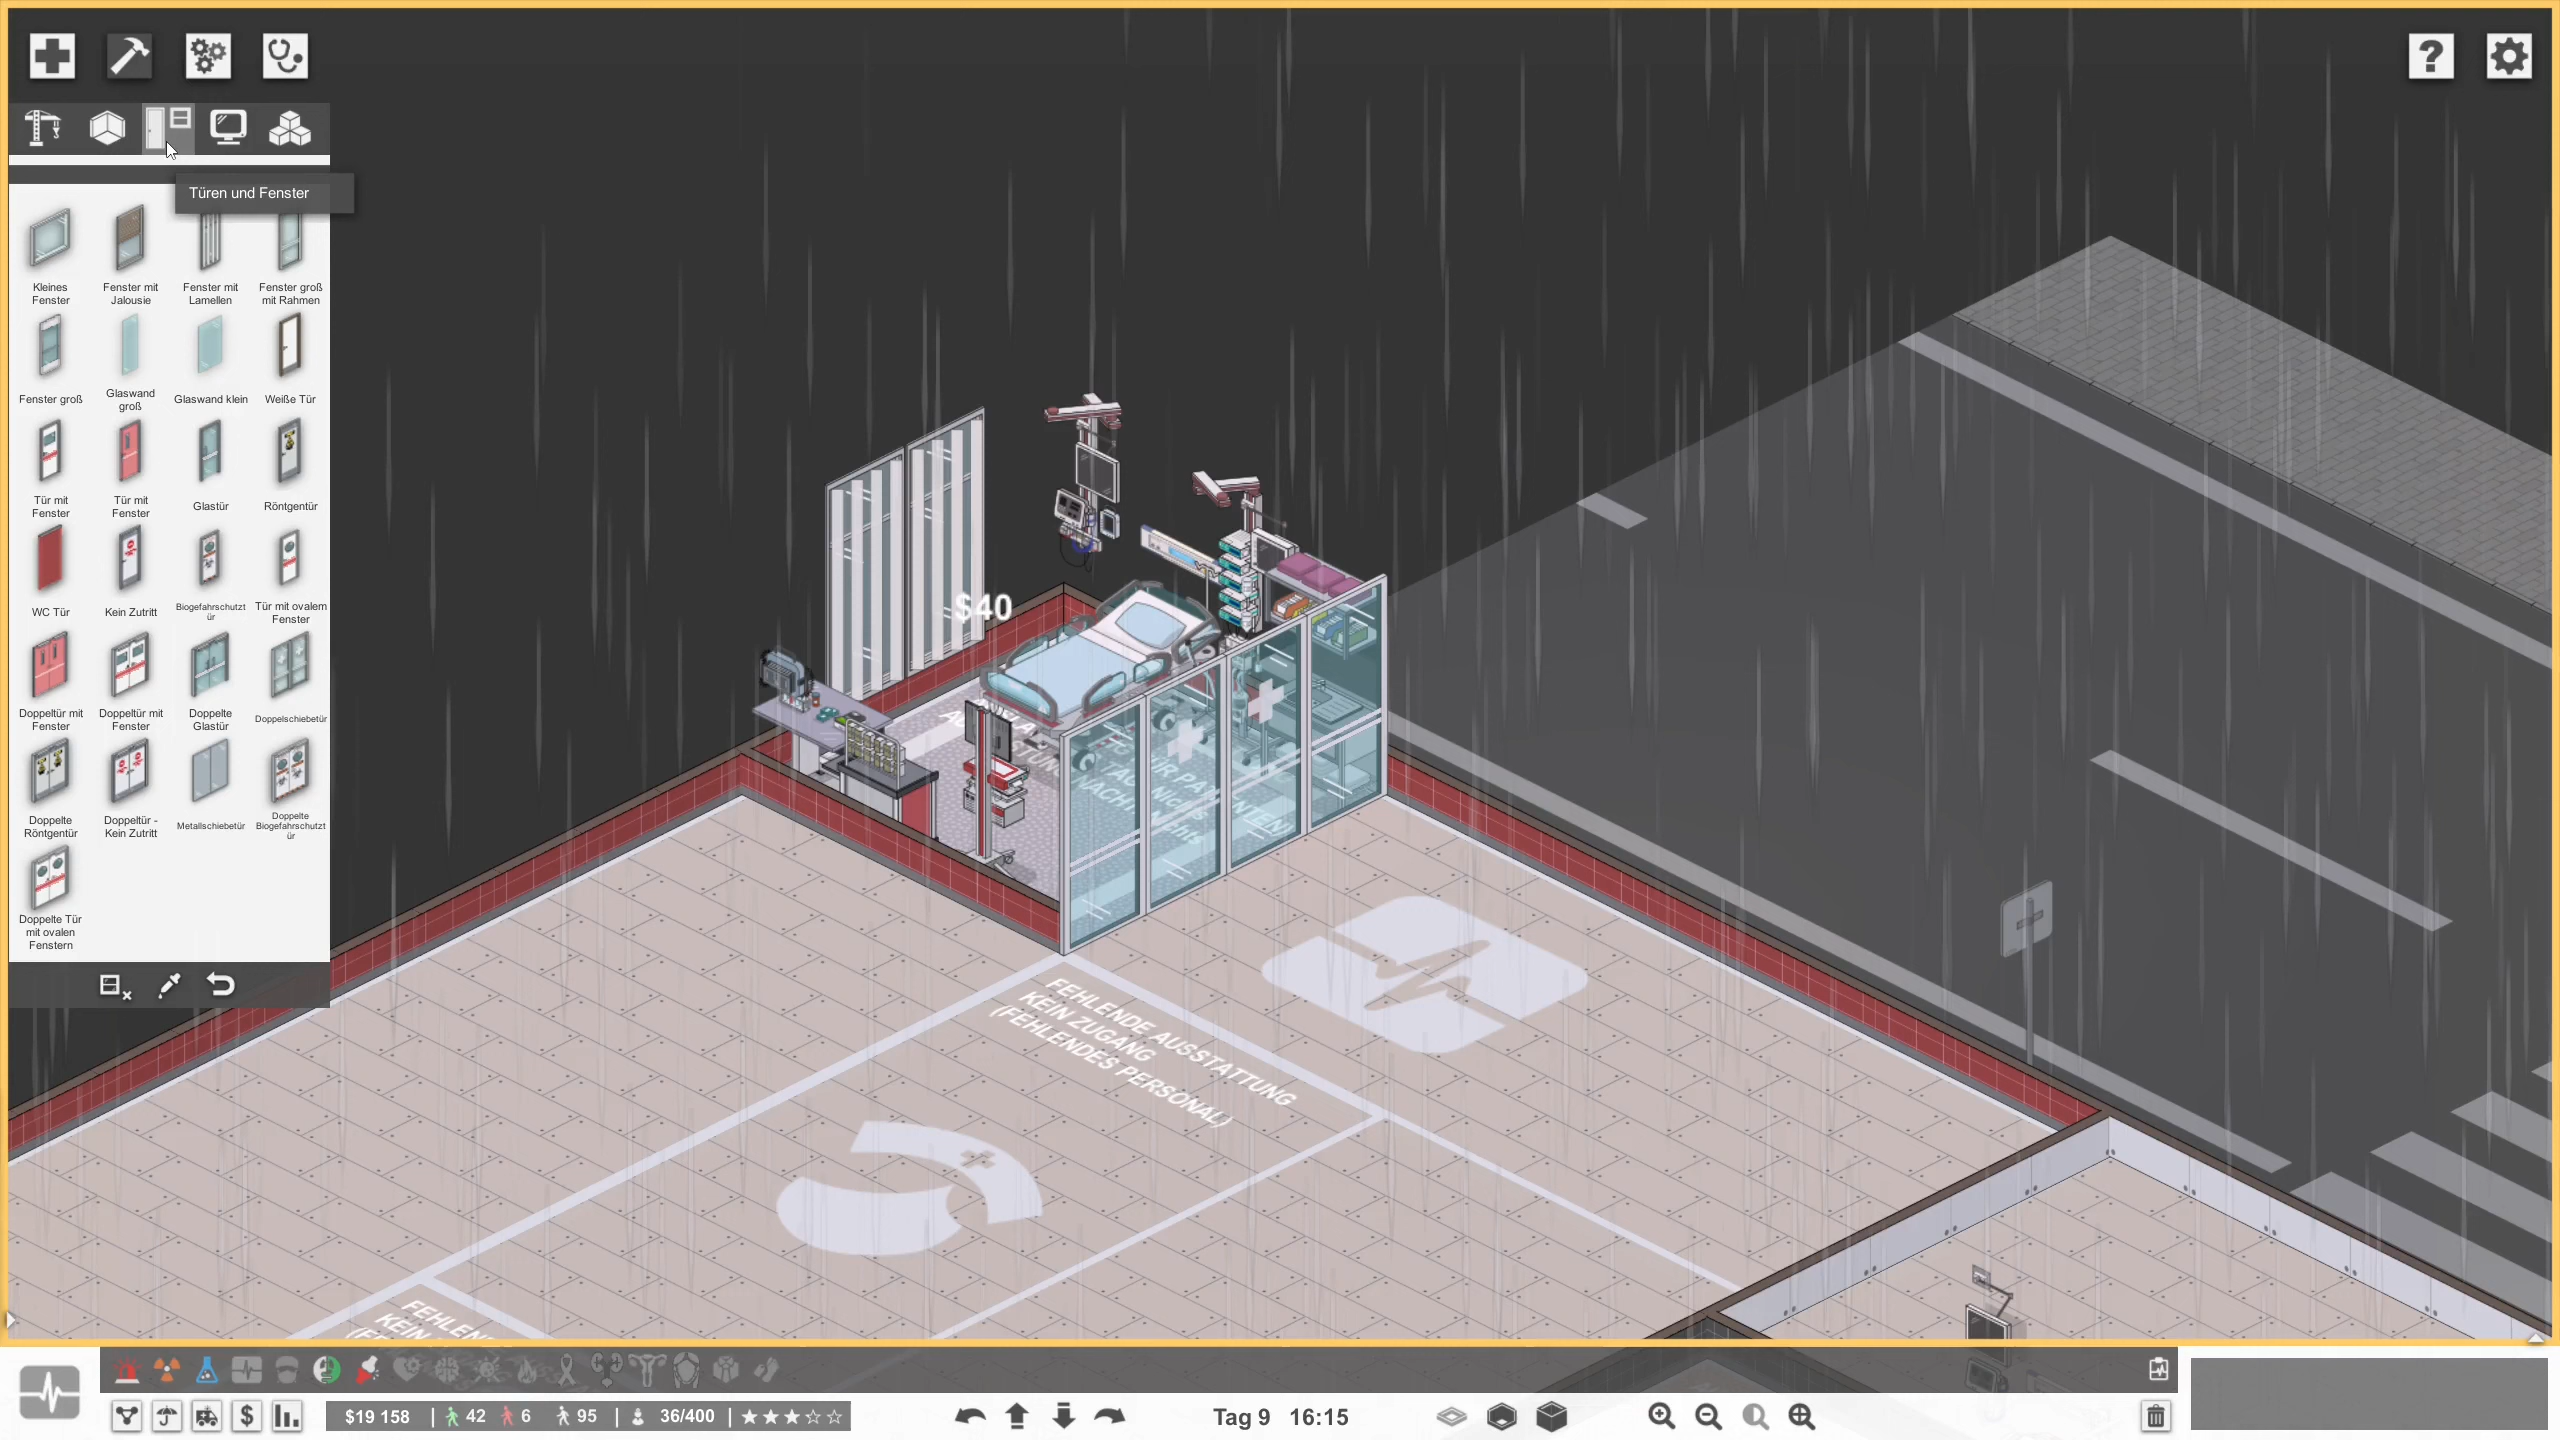 Türen und Fenster
Kleines
Fenster
Fenster mit
Jalousie
Fenster mit
Lamellen
Fenster groß
mit Rahmen
Fenster groß
Glaswand
groß
Glaswand klein
Weiße Tür
Tür mit
Fenster
Tür mit
Fenster
Glastür
Röntgentür
WC Tür
Kein Zutritt
Biogefahrschutzt
ür
Tür mit ovalem
Fenster
Doppeltür mit
Fenster
Doppeltür mit
Fenster
Doppelte
Glastür
Doppelschiebetür
Doppelte
Röntgentür
Doppeltür -
Kein Zutritt
Metallschiebetür
Doppelte
Biogefahrschutzt
ür
Doppelte Tür
mit ovalen
Fenstern
$40
FEHLENDE AUSSTATTUNG
KEIN ZUGANG
(FEHLENDES PERSONAL)
$19 158 | 42 6 95 | 36/400 |
Tag 9 16:15